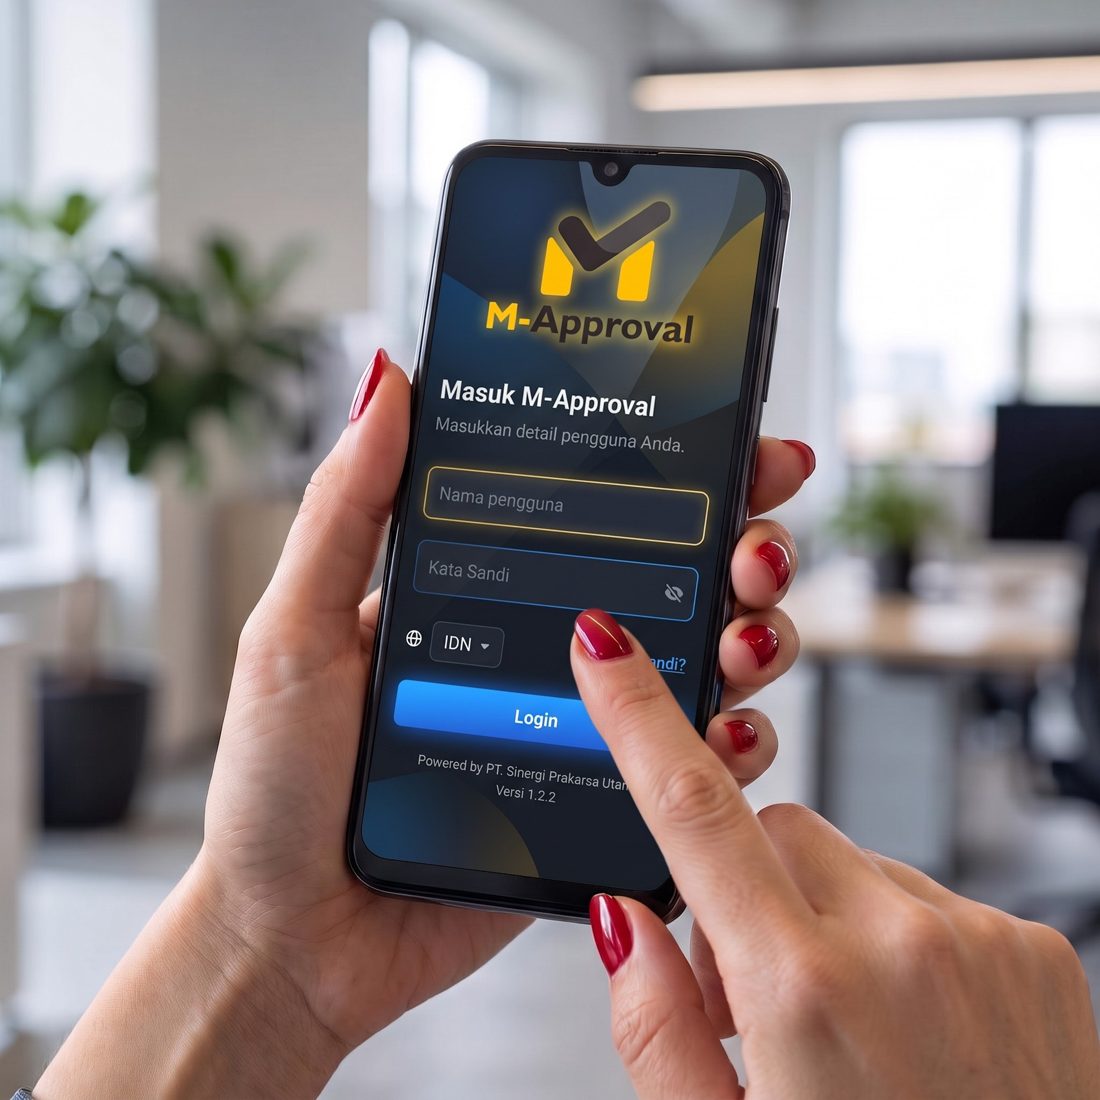 M-Approval
Masuk M-Approval
Masukkan detail pengguna Anda.
Nama pengguna
Kata Sandi
IDN
Login
Powered by PT. Sinergi Prakarsa
Versi 1.2.2